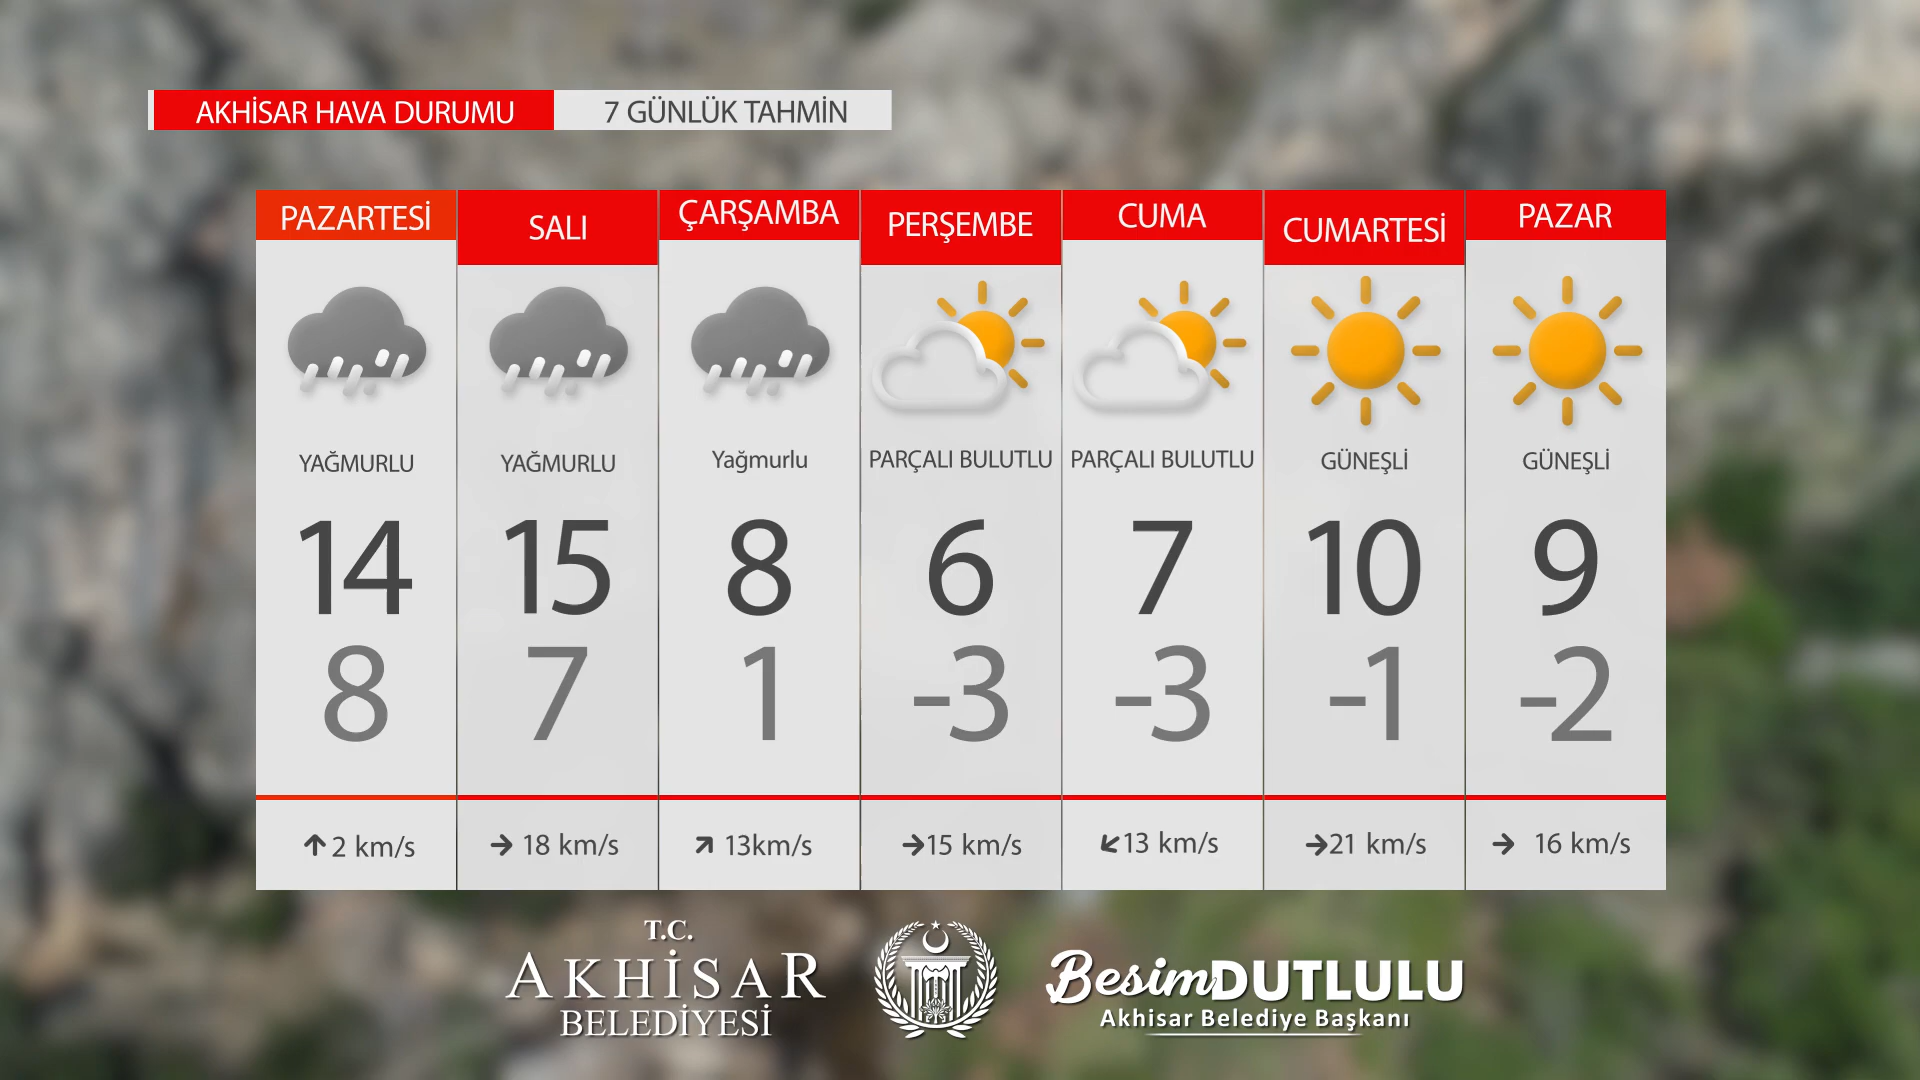 AKHİSAR HAVA DURUMU
7 GÜNLÜK TAHMİN
PAZARTESİ
YAĞMURLU
14
8
2 km/s
SALI
YAĞMURLU
15
7
18 km/s
ÇARŞAMBA
Yağmurlu
8
1
13km/s
PERŞEMBE
PARÇALI BULUTLU
6
-3
15 km/s
CUMA
PARÇALI BULUTLU
7
-3
13 km/s
CUMARTESİ
GÜNEŞLİ
10
-1
21 km/s
PAZAR
GÜNEŞLİ
9
-2
16 km/s
T.C.
AKHİSAR
BELEDİYESİ
BesimDUTLULU
Akhisar Belediye Başkanı